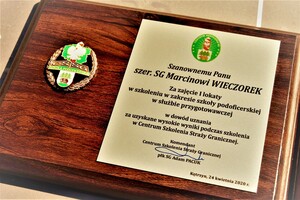 Szanownemu Panu
szer. SG Marcinowi WIECZOREK
Za zajęcie I lokaty
w szkoleniu w zakresie szkoły podoficerskiej
w służbie przygotowawczej
w dowód uznania
za uzyskane wysokie wyniki podczas szkolenia
w Centrum Szkolenia Straży Granicznej.
Komendant
Centrum Szkolenia Straży Granicznej
płk SG Adam PACUK
Kętrzyn, 24 kwietnia 2020 r.